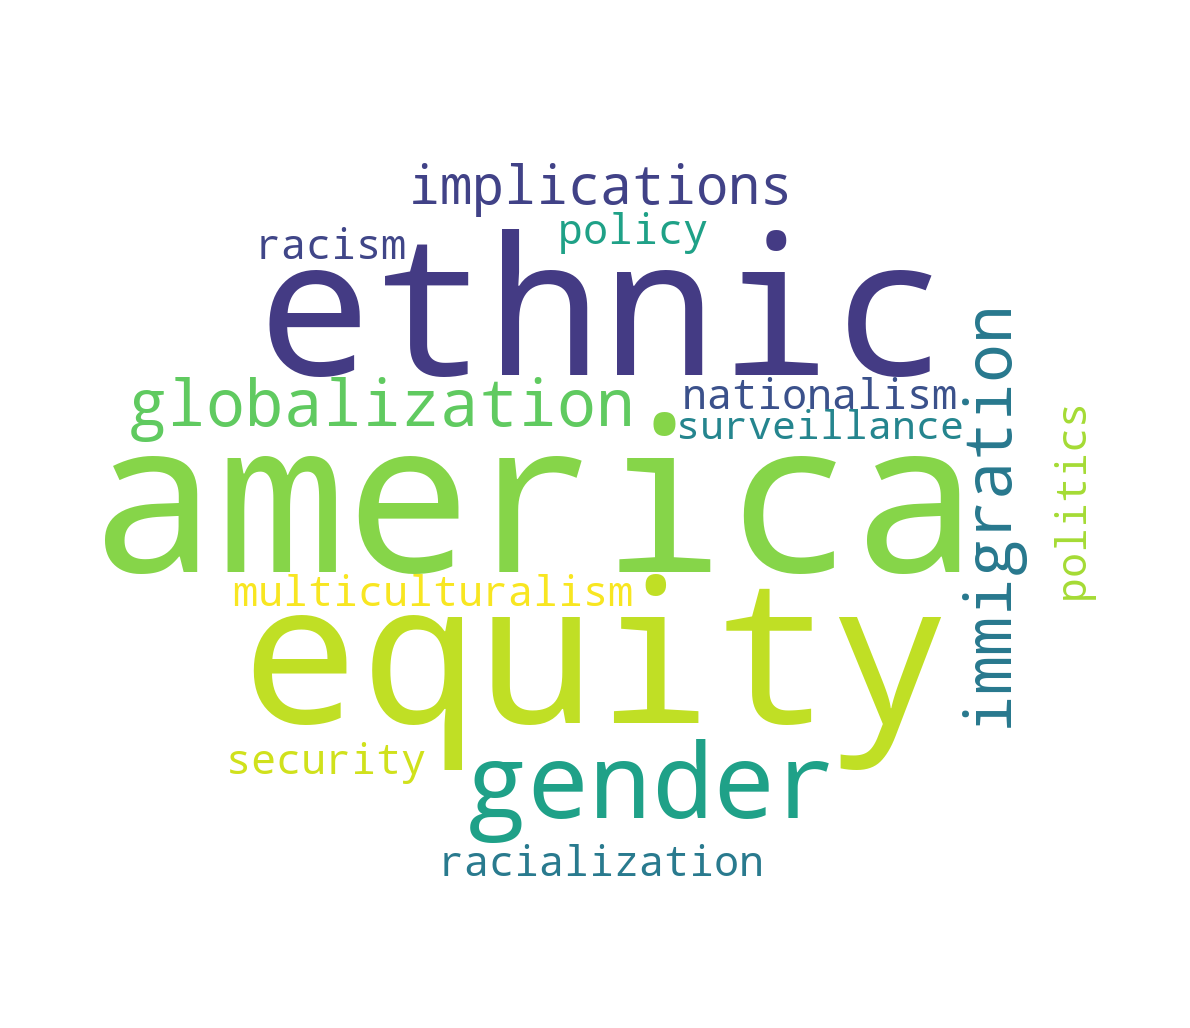 implications
policy
racism
ethnic
globalization
nationalism
surveillance
immigration
politics
america
multiculturalism
equity
security
gender
racialization